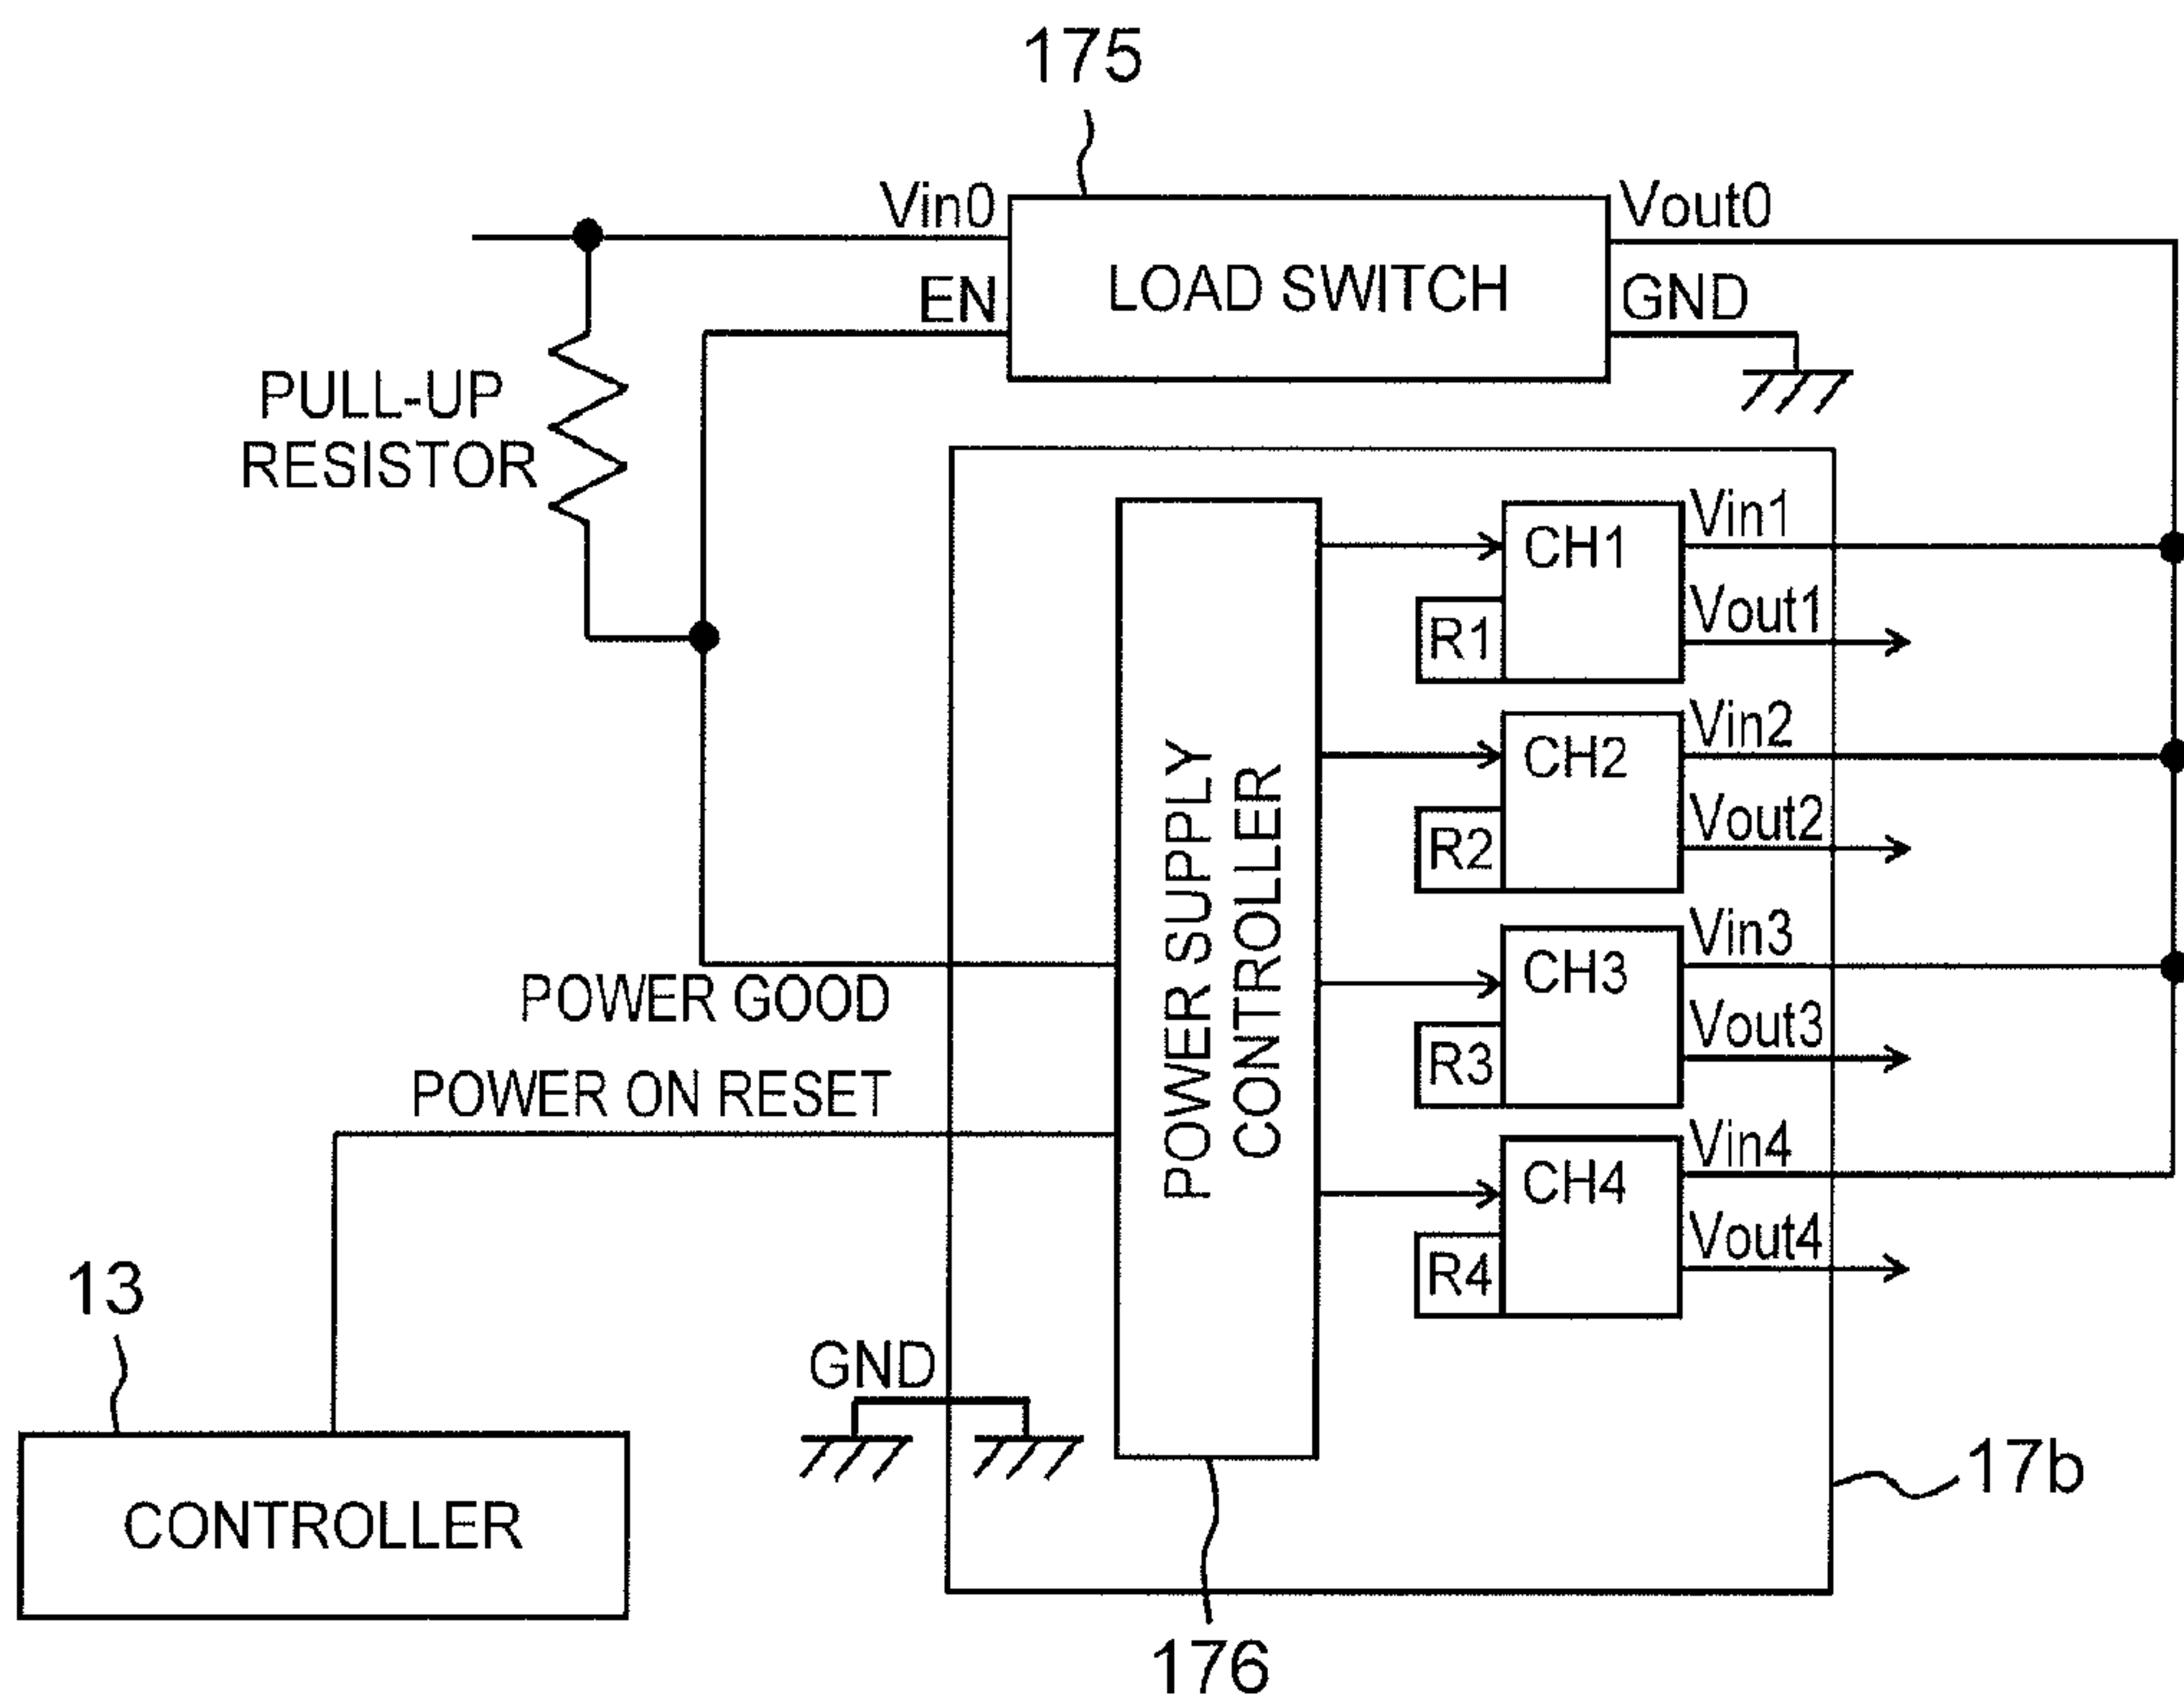 175
Vin0
Vout0
EN
LOAD SWITCH
GND
PULL-UP
RESISTOR
Vin1
CH1
Vout1
R1
Vin2
CH2
Vout2
R2
POWER SUPPLY
CONTROLLER
Vin3
CH3
Vout3
R3
POWER GOOD
POWER ON RESET
Vin4
CH4
Vout4
R4
13
GND
CONTROLLER
17b
176